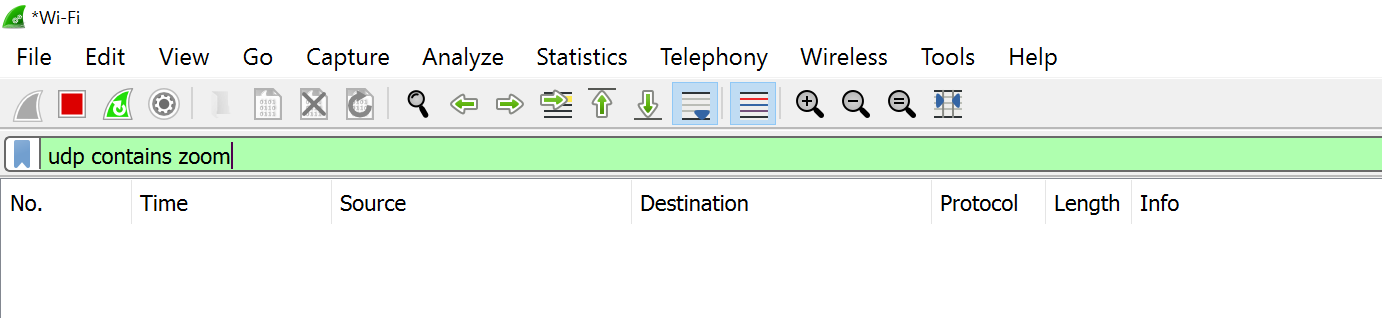 *Wi-Fi
File Edit View Go Capture Analyze Statistics Telephony Wireless Tools Help
udp contains zoom
No. Time Source Destination Protocol Length Info